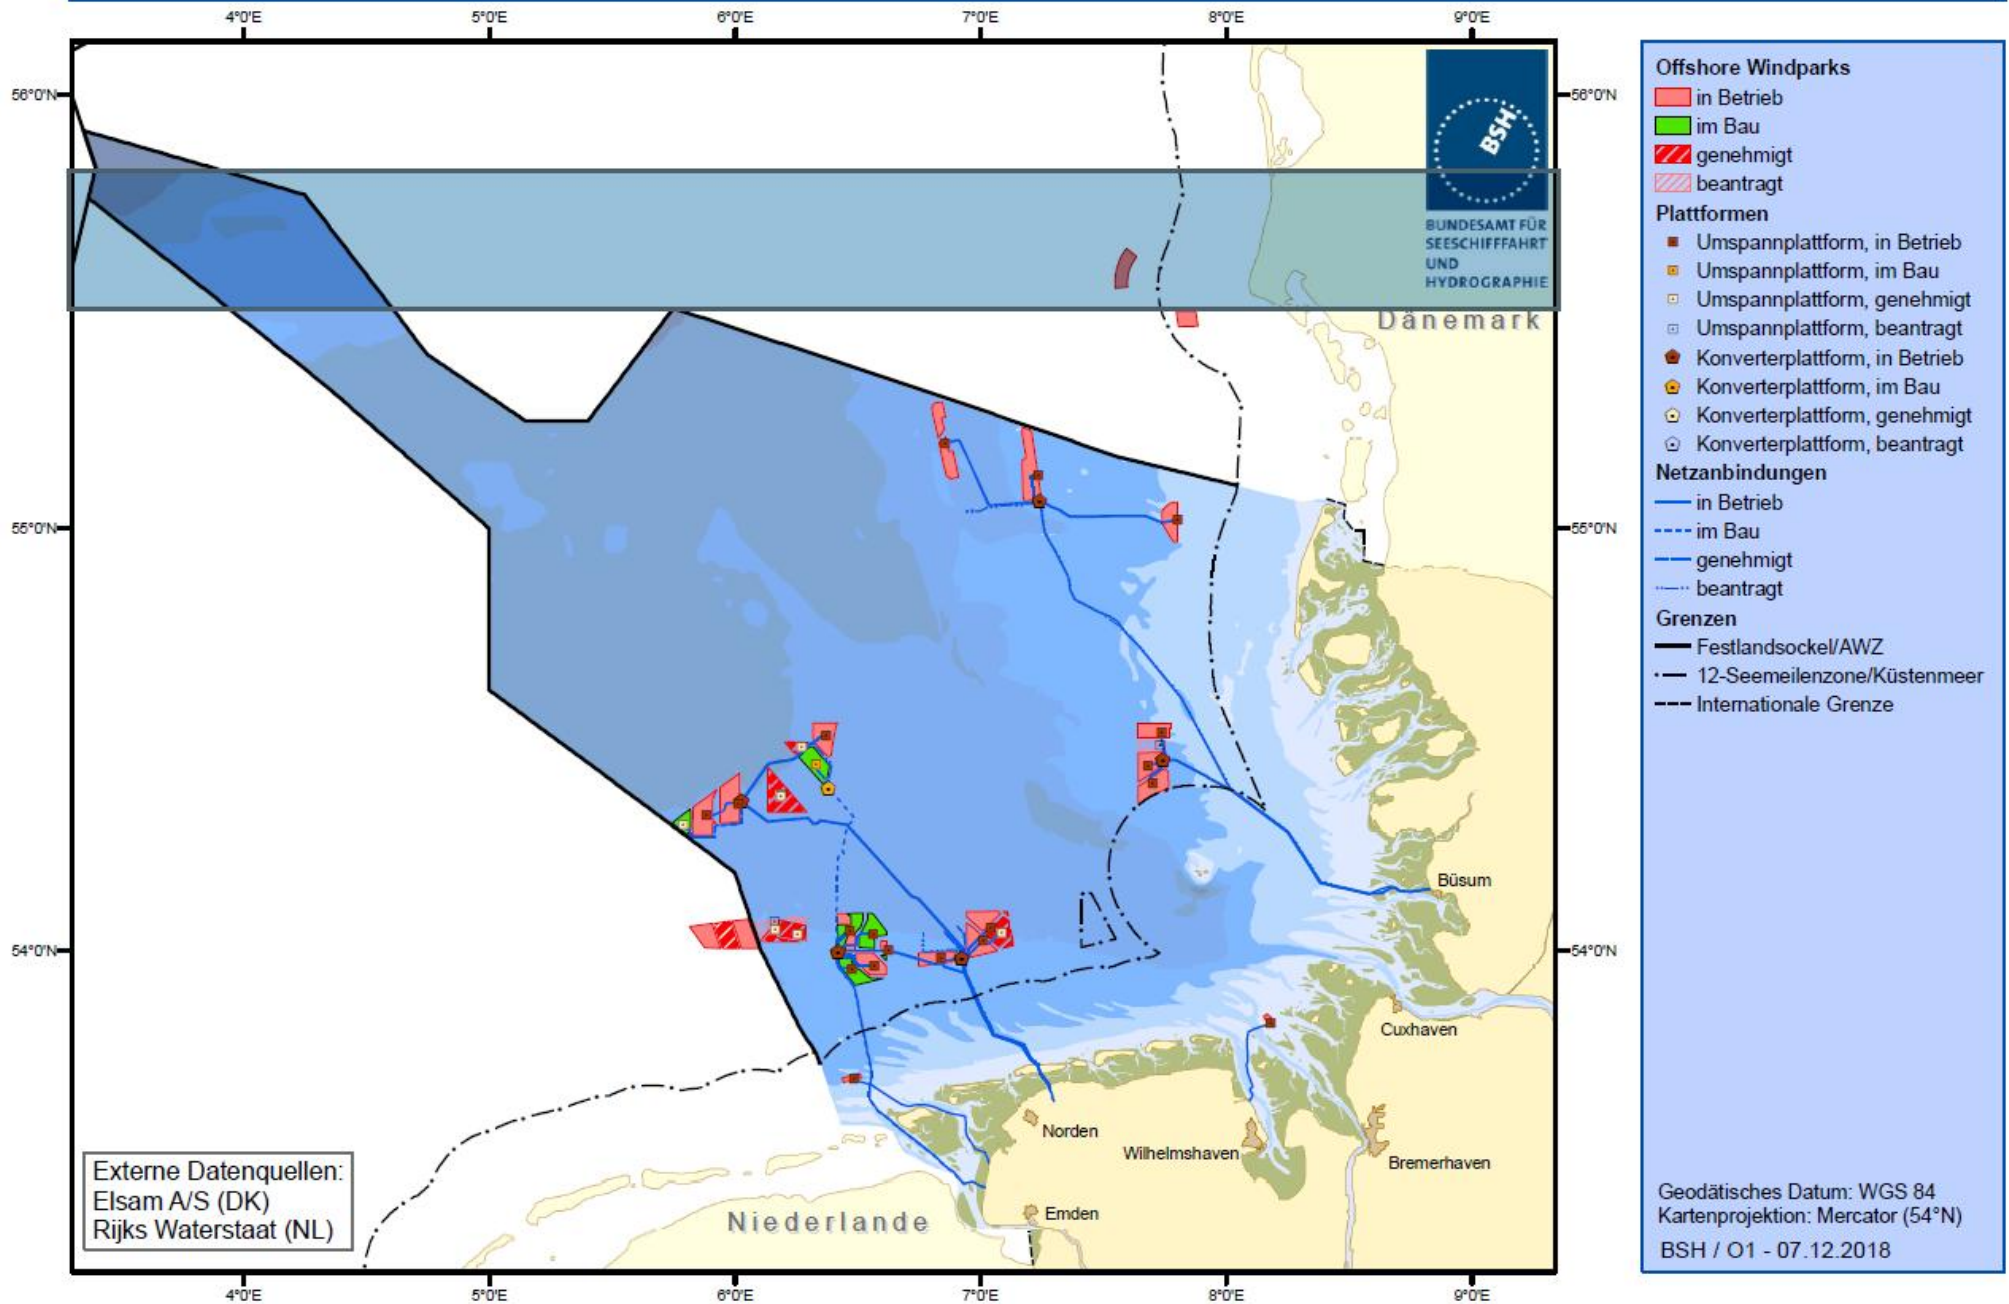 4°0'E 5°0'E 6°0'E 7°0'E 8°0'E 9°0'E
56°0'N 56°0'N
55°0'N 55°0'N
54°0'N 54°0'N
BSH
BUNDESAMT FÜR
SEESCHIFFFAHRT
UND
HYDROGRAPHIE
Dänemark
Büsum
Cuxhaven
Norden
Wilhelmshaven
Bremerhaven
Emden
Niederlande
Externe Datenquellen:
Elsam A/S (DK)
Rijks Waterstaat (NL)
4°0'E 5°0'E 6°0'E 7°0'E 8°0'E 9°0'E
Offshore Windparks
in Betrieb
im Bau
genehmigt
beantragt
Plattformen
Umspannplattform, in Betrieb
Umspannplattform, im Bau
Umspannplattform, genehmigt
Umspannplattform, beantragt
Konverterplattform, in Betrieb
Konverterplattform, im Bau
Konverterplattform, genehmigt
Konverterplattform, beantragt
Netzanbindungen
in Betrieb
im Bau
genehmigt
beantragt
Grenzen
Festlandsockel/AWZ
12-Seemeilenzone/Küstenmeer
Internationale Grenze
Geodätisches Datum: WGS 84
Kartenprojektion: Mercator (54°N)
BSH / O1 - 07.12.2018